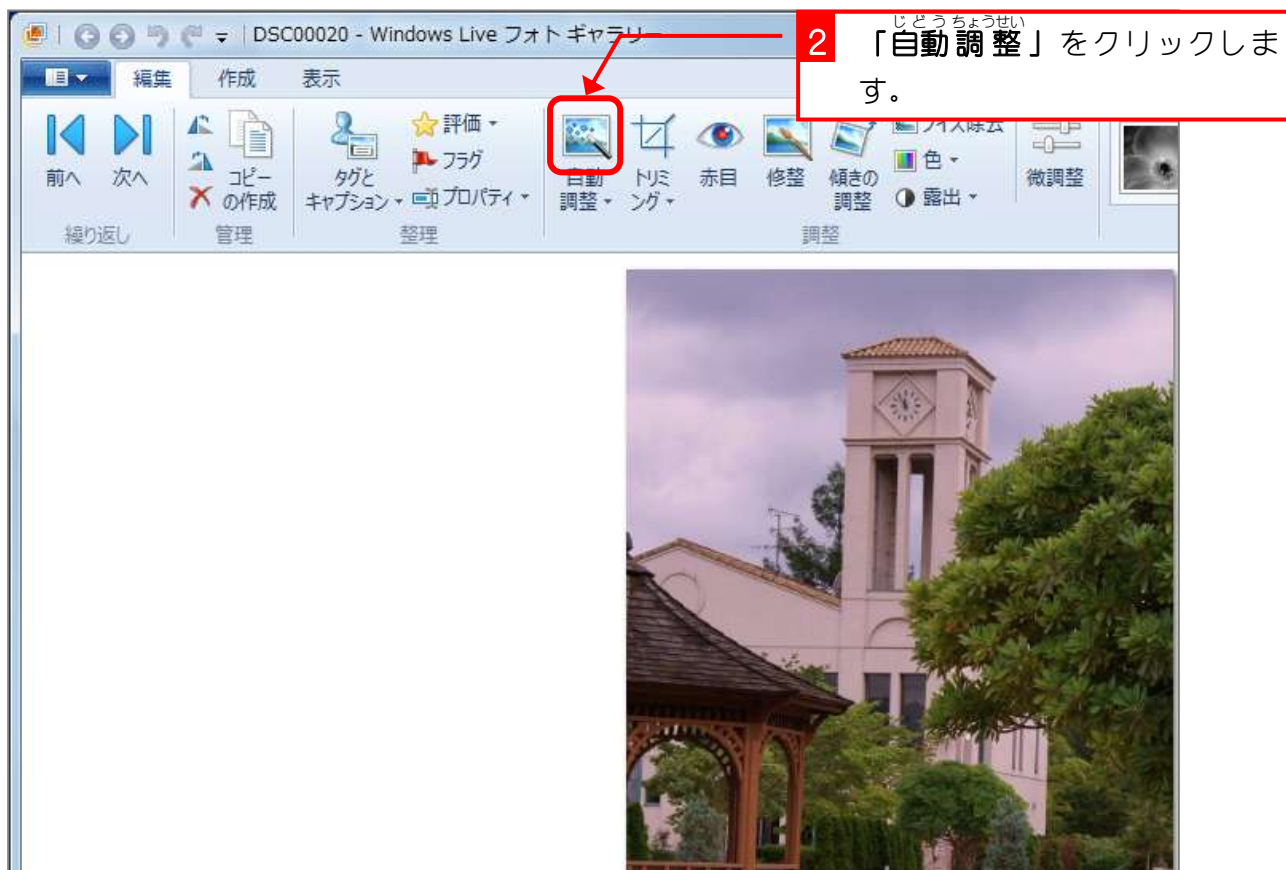 DSC00020 - Windows Live フォト ギャラリー
2
じどうちょうせい
「自動調整」をクリックしま
す。
編集 作成 表示
前へ
次へ
コピー
の作成
タグと
キャプション
評価
フラグ
プロパティ
自動
調整
トリミ
ング
赤目
修整
傾きの
調整
ノイズ除去
色
露出
微調整
繰り返し
管理
整理
調整